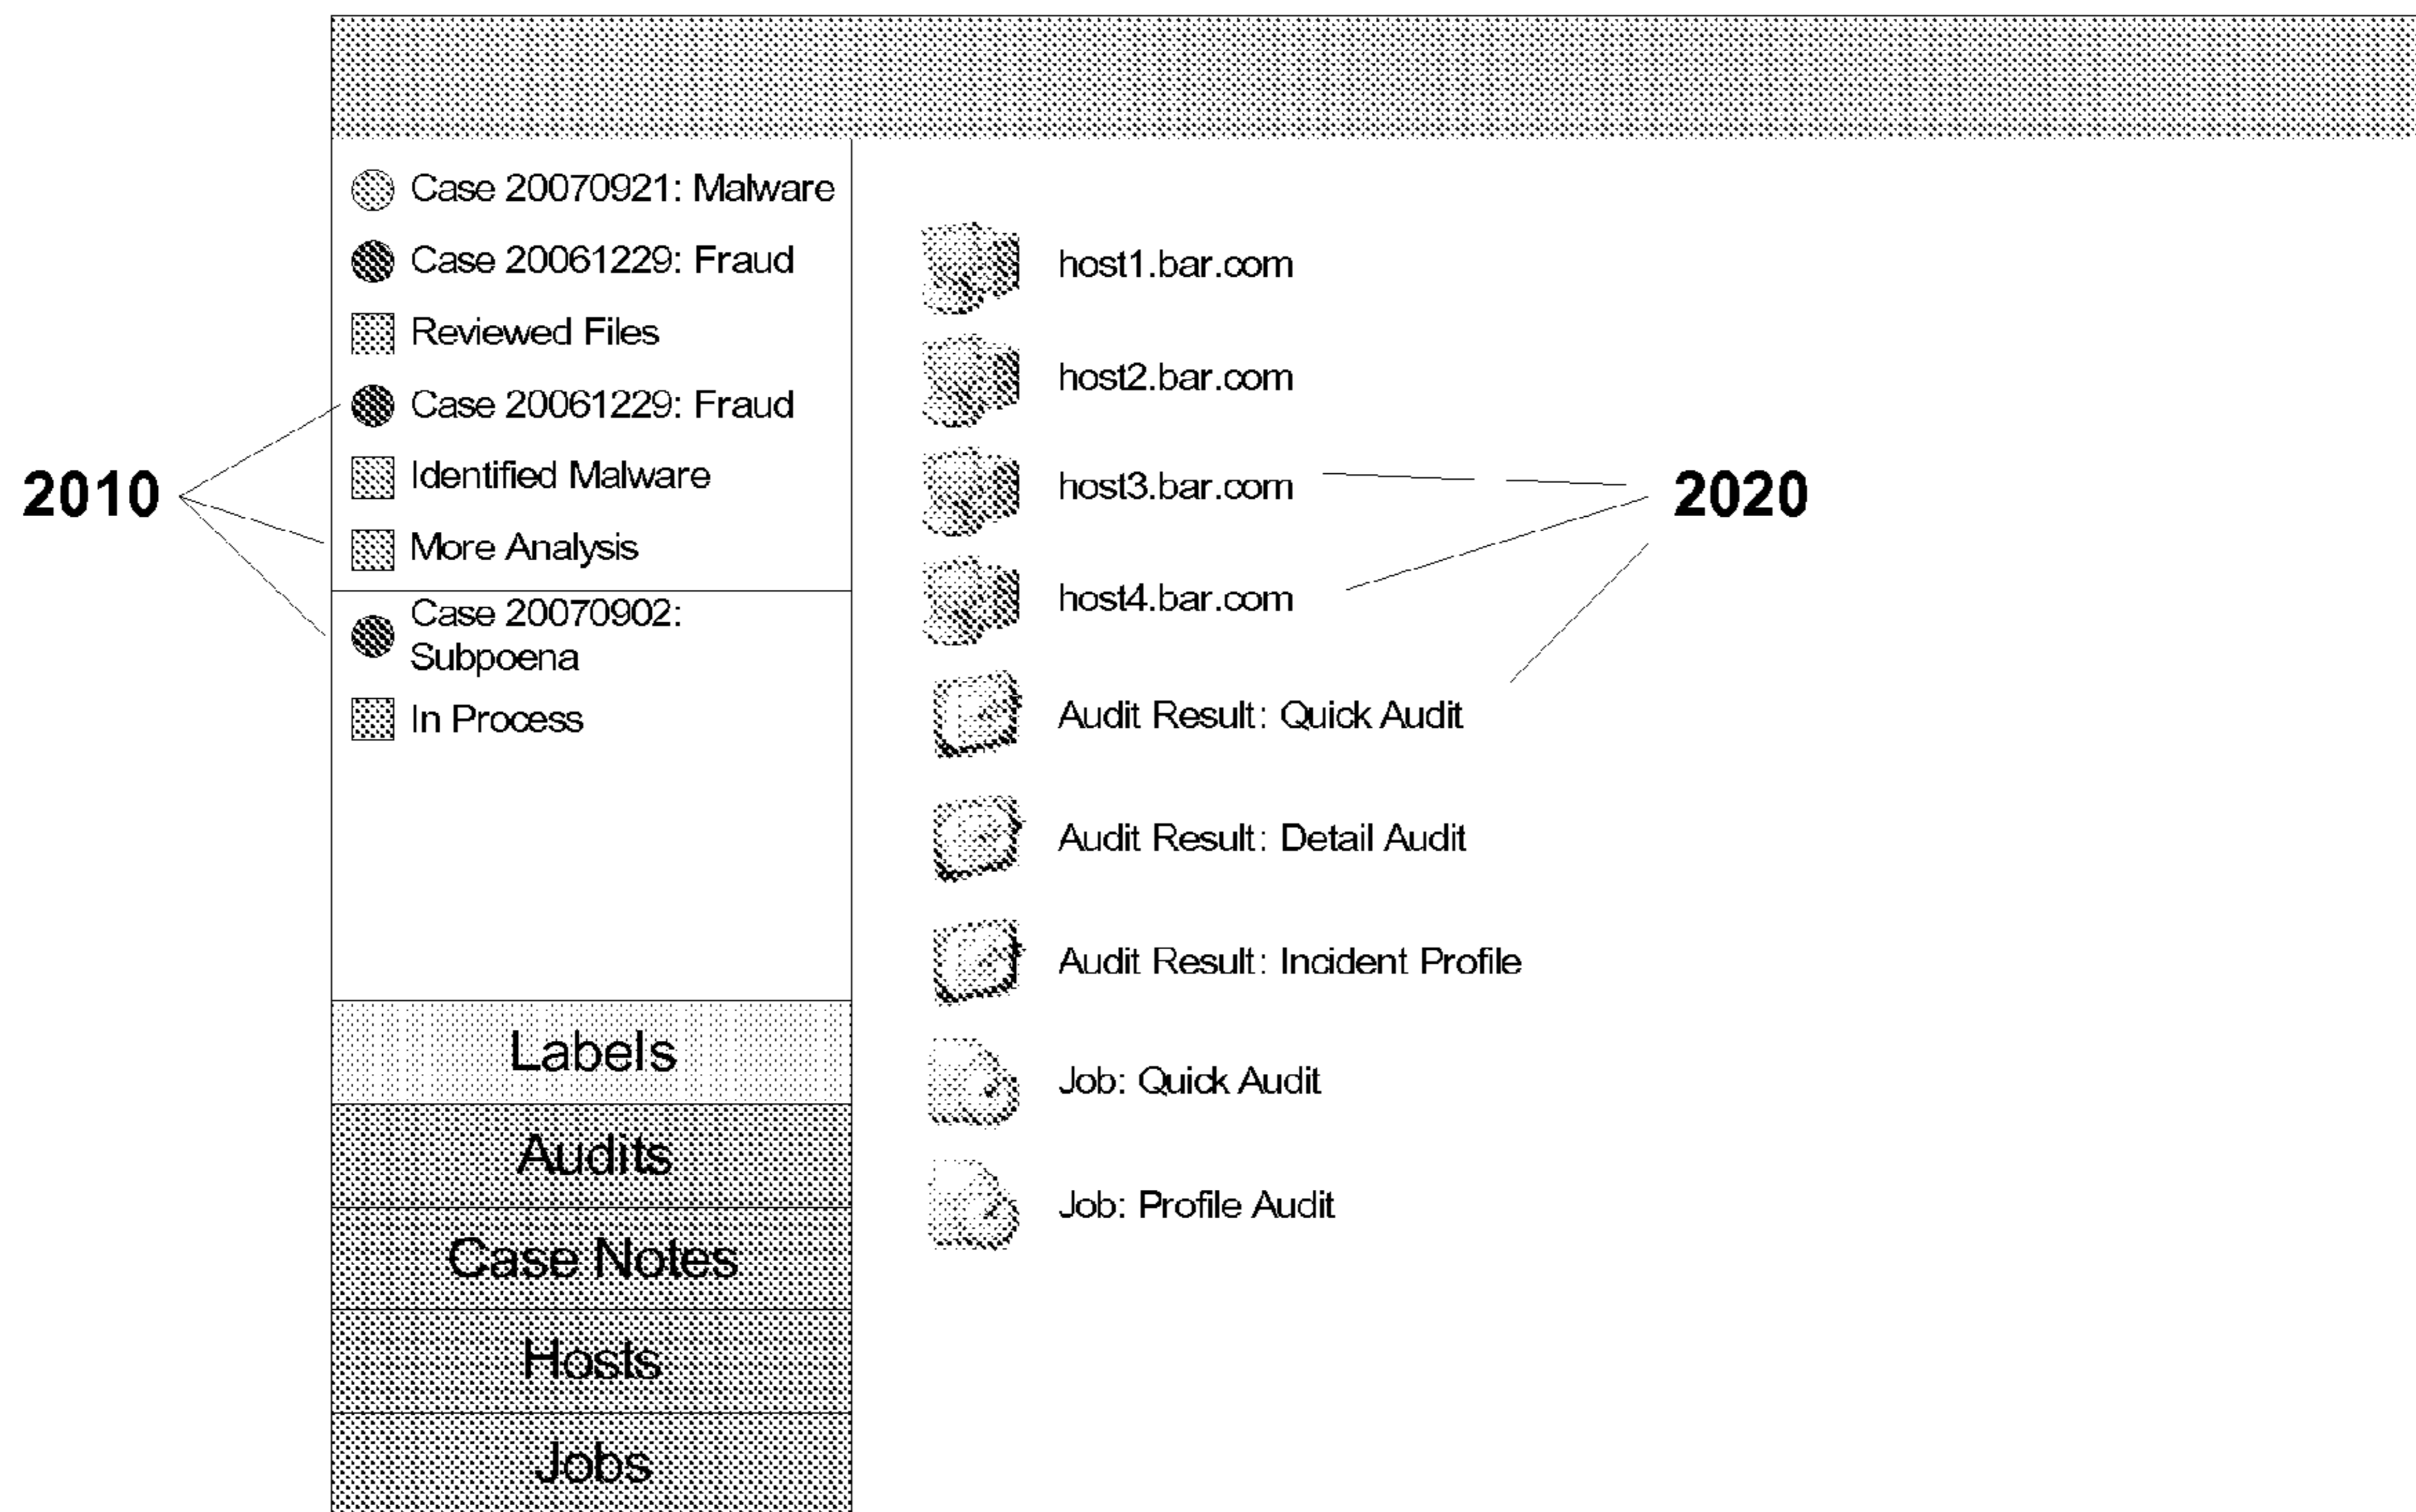 Case 20070921: Malware
Case 20061229: Fraud
Reviewed Files
Case 20061229: Fraud
Identified Malware
More Analysis
Case 20070902:
Subpoena
In Process
Labels
Audits
Case Notes
Hosts
Jobs
2010
host1.bar.com
host2.bar.com
host3.bar.com
host4.bar.com
Audit Result: Quick Audit
Audit Result: Detail Audit
Audit Result: Incident Profile
Job: Quick Audit
Job: Profile Audit
2020